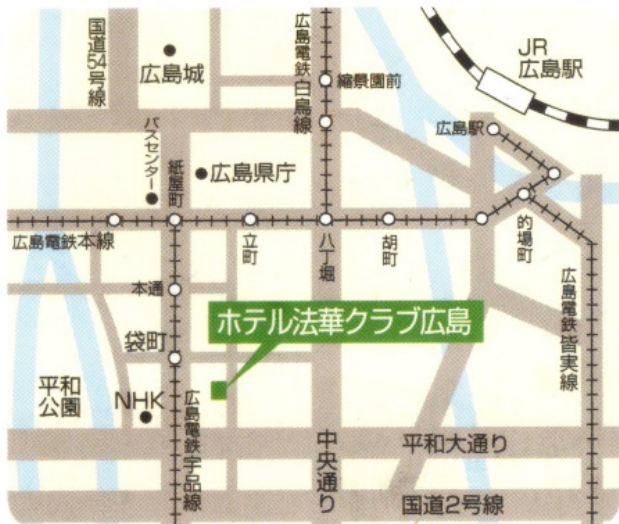 国道54号線
広島城
広島電鉄白島線
縮景園前
JR
広島駅
広島駅
バスセンター
紙屋町
広島県庁
広島電鉄本線
立町
八丁堀
胡町
的場町
本通
ホテル法華クラブ広島
袋町
平和
公園
NHK
広島電鉄宇品線
広島電鉄皆実線
中央通り
平和大通り
国道2号線